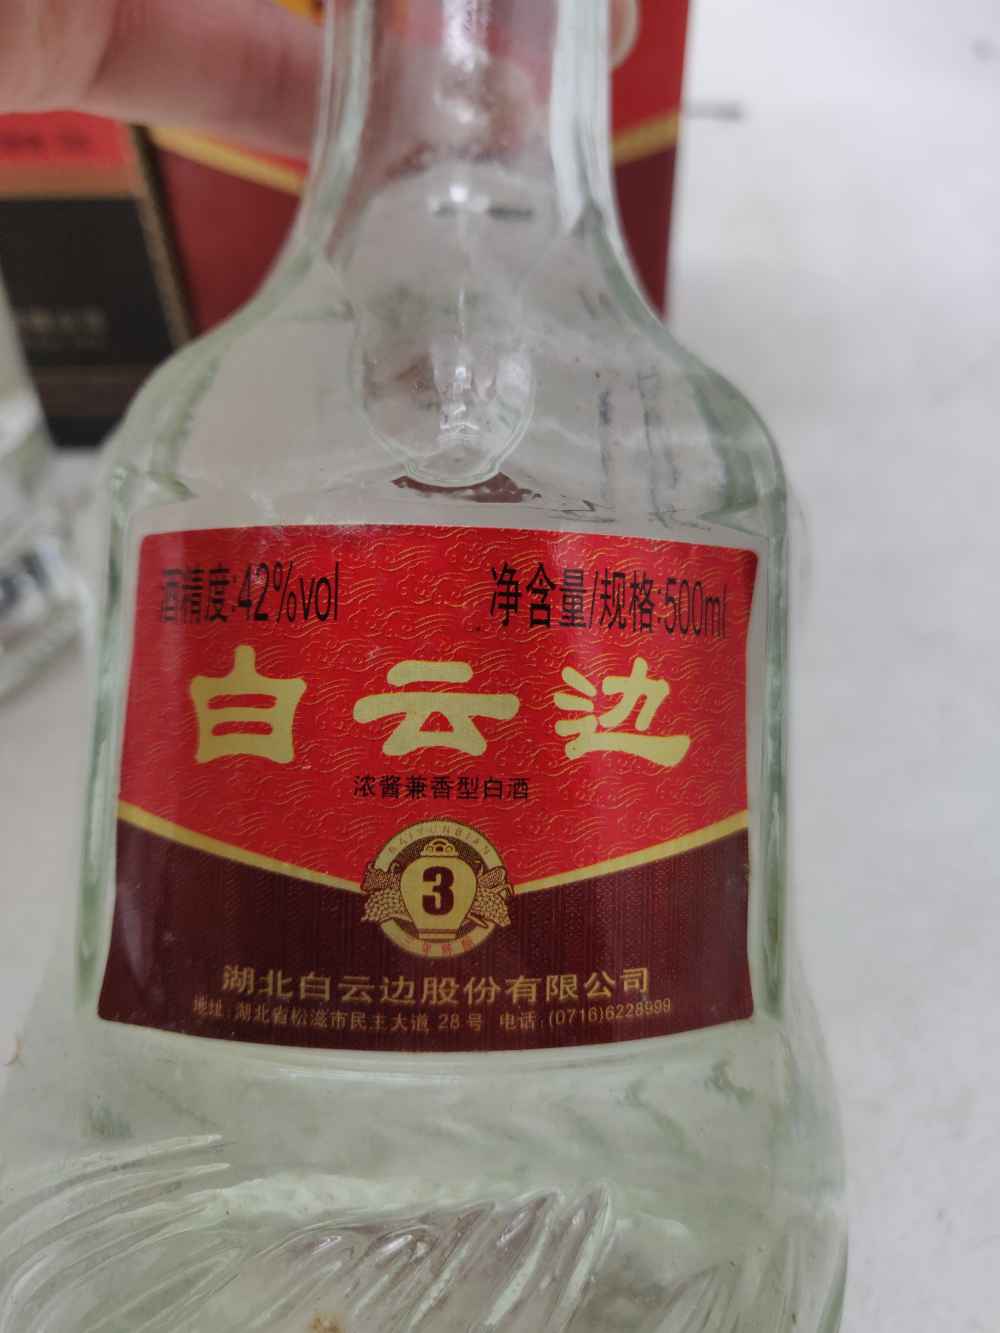 酒精度:42%vol 净含量/规格:500ml
白云边
浓酱兼香型白酒
BAIYUNBIAN
3
湖北白云边股份有限公司
地址:湖北省松滋市民主大道 28 号 电话:(0716)6228999